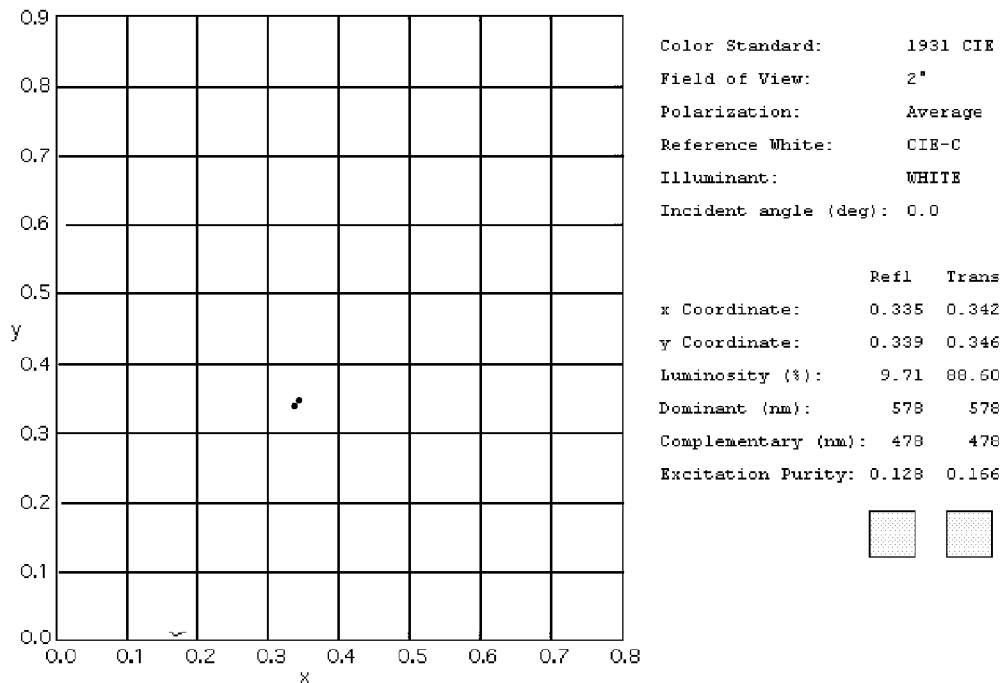 0.9
0.8
0.7
0.6
0.5
y
0.4
0.3
0.2
0.1
0.0
0.0 0.1 0.2 0.3 0.4 0.5 0.6 0.7 0.8
x
Color Standard: 1931 CIE
Field of View: 2°
Polarization: Average
Reference White: CIE-C
Illuminant: WHITE
Incident angle (deg): 0.0
Refl Trans
x Coordinate: 0.335 0.342
y Coordinate: 0.339 0.346
Luminosity (%): 9.71 88.60
Dominant (nm): 578 578
Complementary (nm): 478 478
Excitation Purity: 0.128 0.166